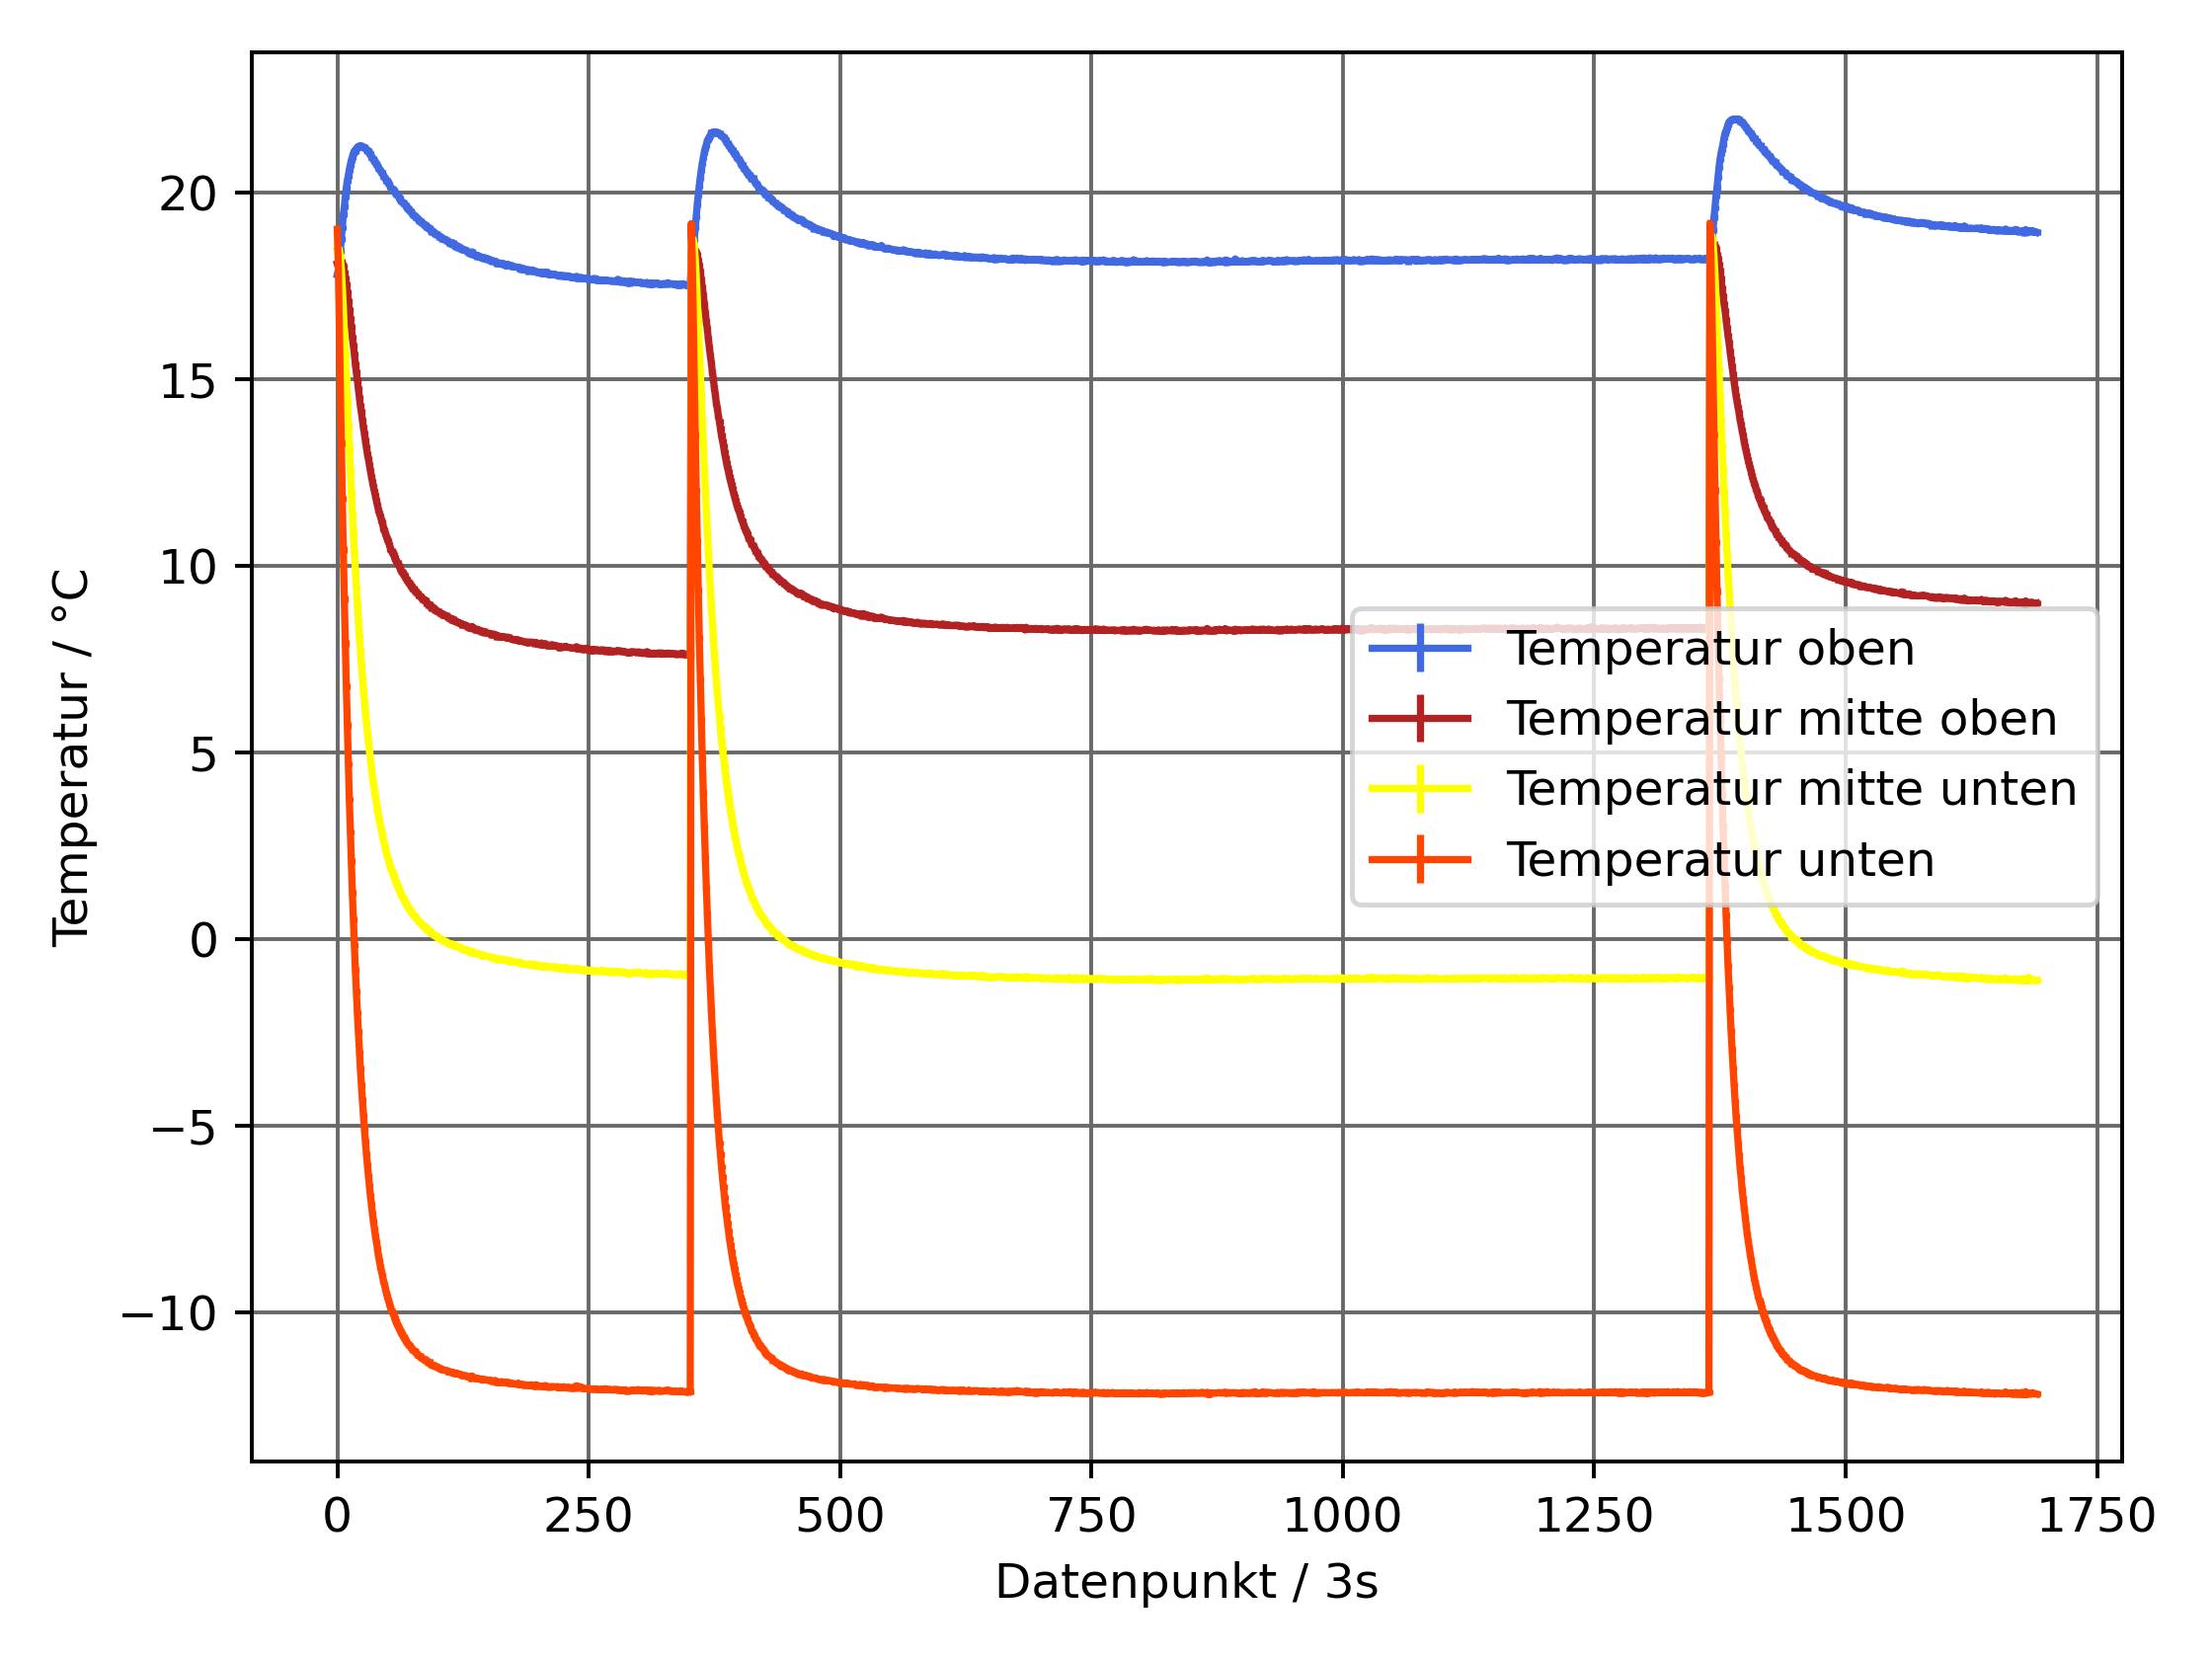 20
15
10
5
0
−5
−10
Temperatur / °C
Temperatur oben
Temperatur mitte oben
Temperatur mitte unten
Temperatur unten
0 250 500 750 1000 1250 1500 1750
Datenpunkt / 3s